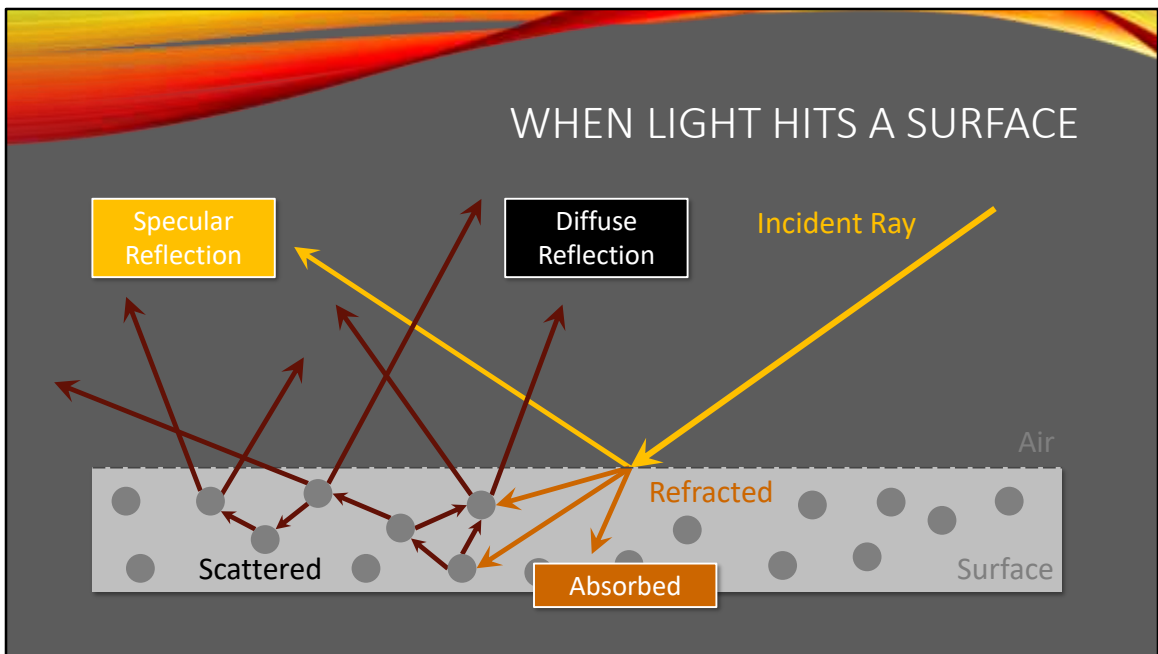 WHEN LIGHT HITS A SURFACE
Specular
Reflection
Diffuse
Reflection
Incident Ray
Air
Refracted
Scattered
Absorbed
Surface